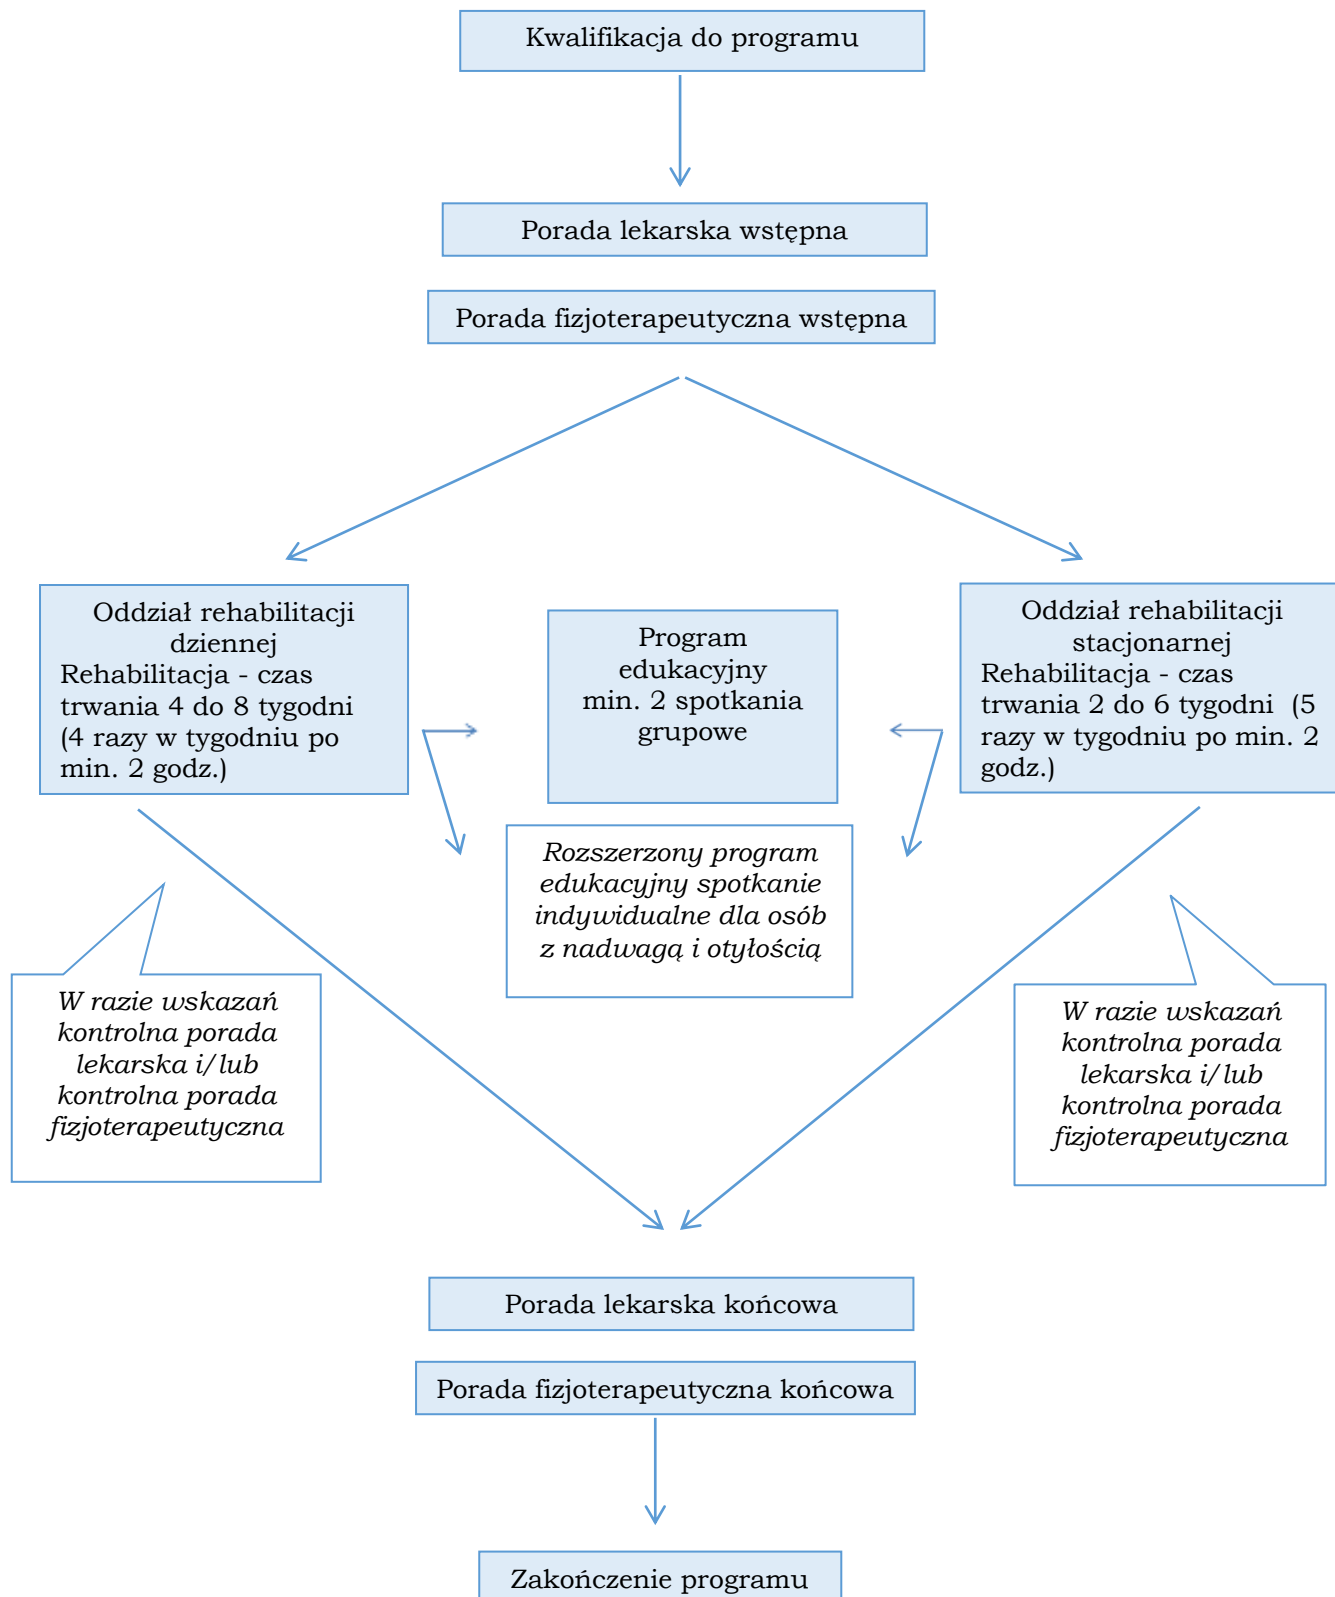 Kwalifikacja do programu
Porada lekarska wstępna
Porada fizjoterapeutyczna wstępna
Oddział rehabilitacji
dziennej
Rehabilitacja - czas
trwania 4 do 8 tygodni
(4 razy w tygodniu po
min. 2 godz.)
Program
edukacyjny
min. 2 spotkania
grupowe
Oddział rehabilitacji
stacjonarnej
Rehabilitacja - czas
trwania 2 do 6 tygodni (5
razy w tygodniu po min. 2
godz.)
Rozszerzony program
edukacyjny spotkanie
indywidualne dla osób
z nadwagą i otyłością
W razie wskazań
kontrolna porada
lekarska i/lub
kontrolna porada
fizjoterapeutyczna
W razie wskazań
kontrolna porada
lekarska i/lub
kontrolna porada
fizjoterapeutyczna
Porada lekarska końcowa
Porada fizjoterapeutyczna końcowa
Zakończenie programu